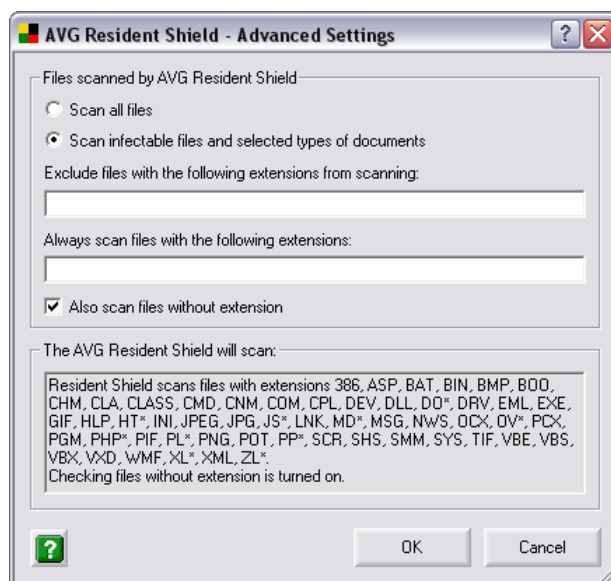 AVG Resident Shield - Advanced Settings
Files scanned by AVG Resident Shield
Scan all files
Scan infectable files and selected types of documents
Exclude files with the following extensions from scanning:
Always scan files with the following extensions:
Also scan files without extension
The AVG Resident Shield will scan:
Resident Shield scans files with extensions 386, ASP, BAT, BIN, BMP, BOO,
CHM, CLA, CLASS, CMD, CNM, COM, CPL, DEV, DLL, DO*, DRV, EML, EXE,
GIF, HLP, HT*, INI, JPEG, JPG, JS*, LNK, MD*, MSG, NWS, OCX, OV*, PCX,
PGM, PHP*, PIF, PL*, PNG, POT, PP*, SCR, SHS, SMM, SYS, TIF, VBE, VBS,
VBX, VXD, WMF, XL*, XML, ZL*.
Checking files without extension is turned on.
?
OK
Cancel